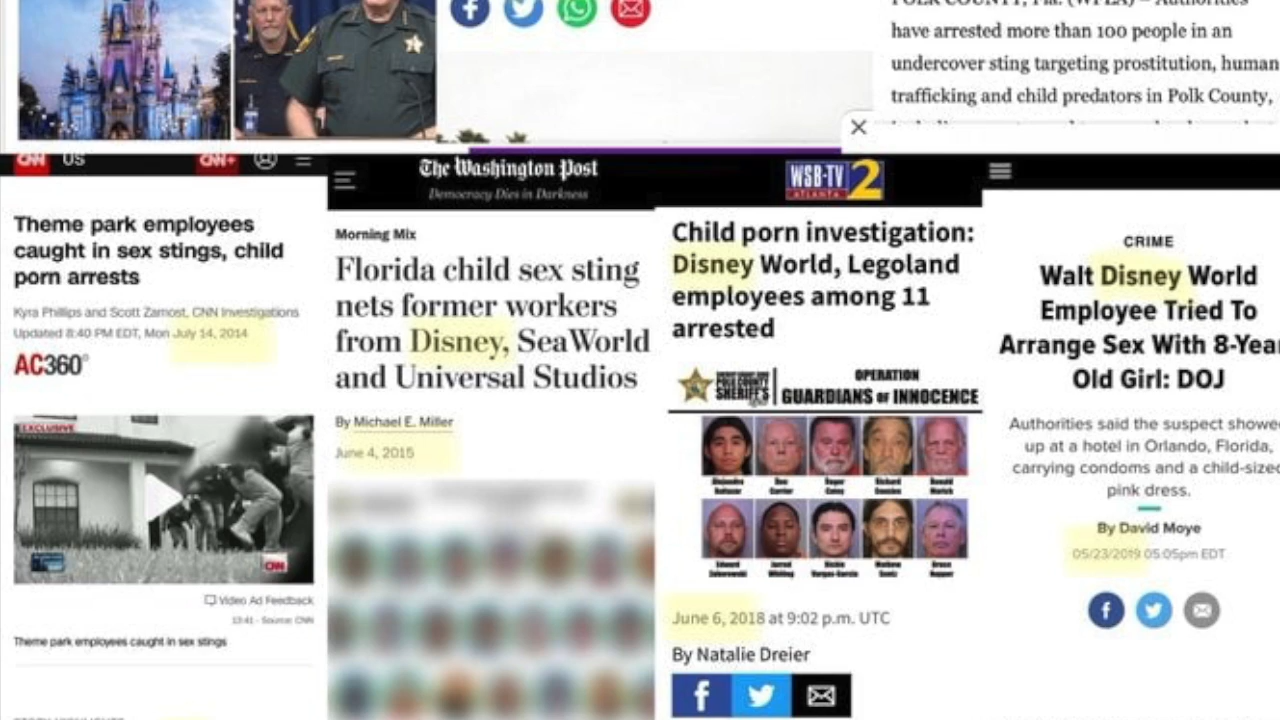 have arrested more than 100 people in an
undercover sting targeting prostitution, human
trafficking and child predators in Polk County,
CNN US
CNN+
Theme park employees
caught in sex stings, child
porn arrests
Kyra Phillips and Scott Zamost, CNN Investigations
Updated 8:40 PM EDT, Mon July 14, 2014
AC360°
EXCLUSIVE
CNN
Video Ad Feedback
13:41 - Source: CNN
Theme park employees caught in sex stings
The Washington Post
Democracy Dies in Darkness
Morning Mix
Florida child sex sting
nets former workers
from Disney, SeaWorld
and Universal Studios
By Michael E. Miller
June 4, 2015
WSB-TV 2
ATLANTA
Child porn investigation:
Disney World, Legoland
employees among 11
arrested
SHERIFF'S
OPERATION
GUARDIANS OF INNOCENCE
June 6, 2018 at 9:02 p.m. UTC
By Natalie Dreier
CRIME
Walt Disney World
Employee Tried To
Arrange Sex With 8-Year
Old Girl: DOJ
Authorities said the suspect showe
up at a hotel in Orlando, Florida,
carrying condoms and a child-sized
pink dress.
By David Moye
05/23/2019 05:05pm EDT